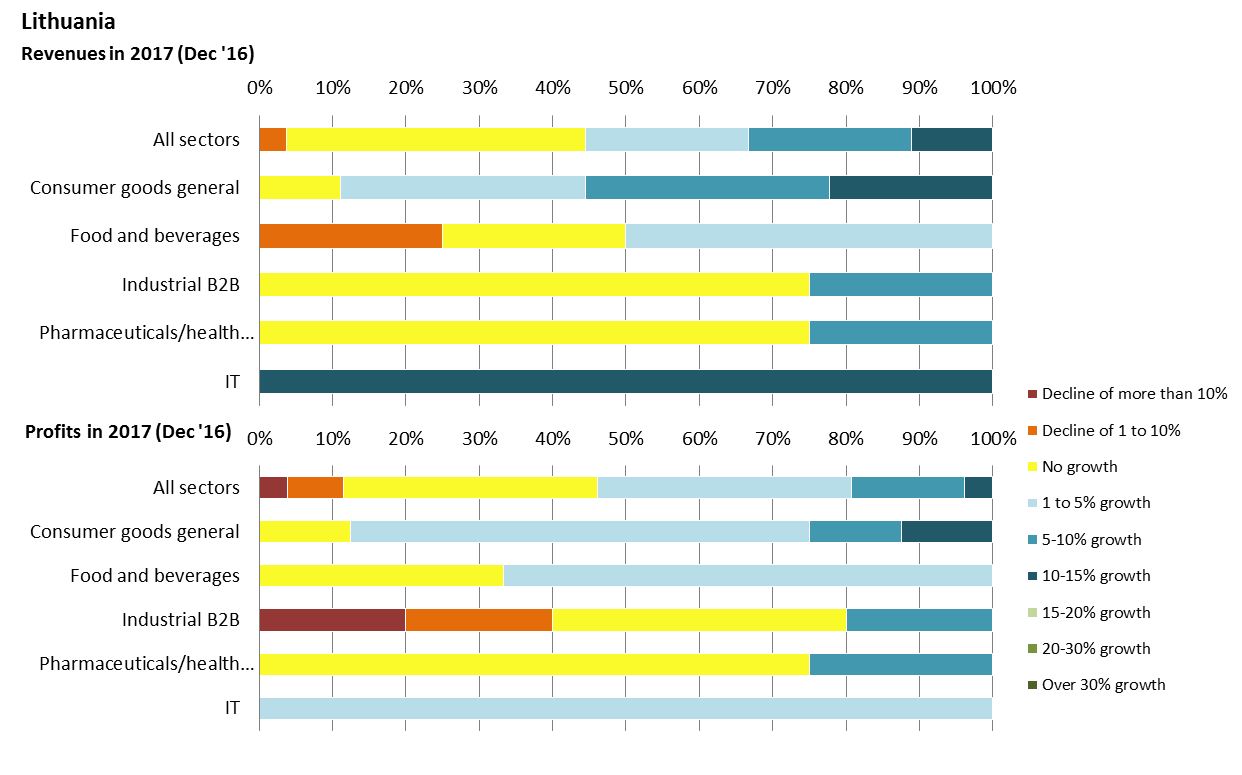 Lithuania
Revenues in 2017 (Dec '16)
0% 10% 20% 30% 40% 50% 60% 70% 80% 90% 100%
All sectors
Consumer goods general
Food and beverages
Industrial B2B
Pharmaceuticals/health...
IT
Profits in 2017 (Dec '16)
0% 10% 20% 30% 40% 50% 60% 70% 80% 90% 100%
All sectors
Consumer goods general
Food and beverages
Industrial B2B
Pharmaceuticals/health...
IT
Decline of more than 10%
Decline of 1 to 10%
No growth
1 to 5% growth
5-10% growth
10-15% growth
15-20% growth
20-30% growth
Over 30% growth